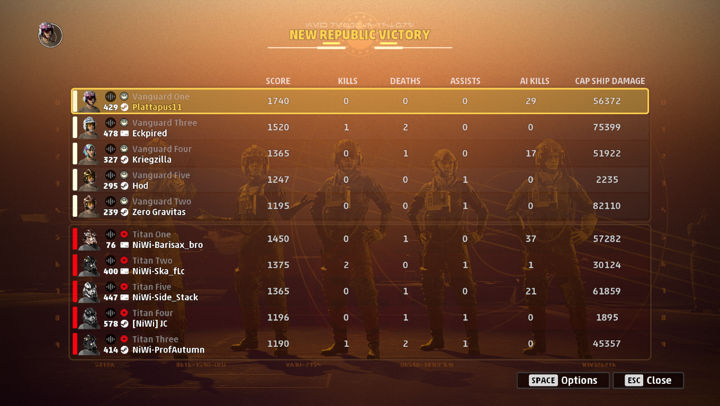 NEW REPUBLIC VICTORY
SCORE KILLS DEATHS ASSISTS AI KILLS CAP SHIP DAMAGE
Vanguard One
429 Plattapus11 1740 0 0 0 29 56372
Vanguard Three
478 Eckpired 1520 1 2 0 0 75399
Vanguard Four
327 Kriegzilla 1365 0 1 0 17 51922
Vanguard Five
295 Hod 1247 0 0 1 0 2235
Vanguard Two
239 Zero Gravitas 1195 0 0 1 0 82110
Titan One
76 NiWi-Barisax_bro 1450 0 1 0 37 57282
Titan Two
400 NiWi-Ska_flc 1375 2 0 1 1 30124
Titan Five
447 NiWi-Side_Stack 1365 0 1 0 21 61859
Titan Four
578 [NiWi] JC 1196 0 1 1 0 1895
Titan Three
414 NiWi-ProfAutumn 1190 1 2 1 0 45357
SPACE Options ESC Close